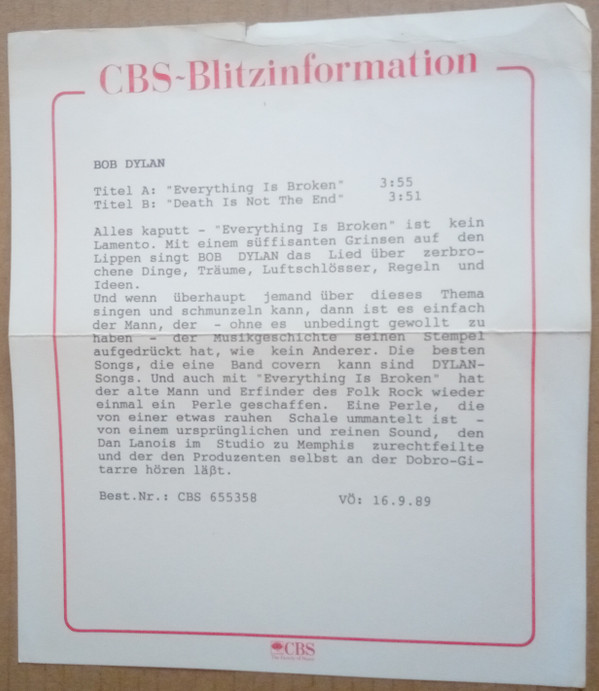 CBS-Blitzinformation
BOB DYLAN
Titel A: "Everything Is Broken" 3:55
Titel B: "Death Is Not The End" 3:51
Alles kaputt - "Everything Is Broken" ist kein
Lamento. Mit einem süffisanten Grinsen auf den
Lippen singt BOB DYLAN das Lied über zerbro-
chene Dinge, Träume, Luftschlösser, Regeln und
Ideen.
Und wenn überhaupt jemand über dieses Thema
singen und schmunzeln kann, dann ist es einfach
der Mann, der - ohne es unbedingt gewollt zu
haben - der Musikgeschichte seinen Stempel
aufgedrückt hat, wie kein Anderer. Die besten
Songs, die eine Band covern kann sind DYLAN-
Songs. Und auch mit "Everything Is Broken" hat
der alte Mann und Erfinder des Folk Rock wieder
einmal ein Perle geschaffen. Eine Perle, die
von einer etwas rauhen Schale ummantelt ist -
von einem ursprünglichen und reinen Sound, den
Dan Lanois im Studio zu Memphis zurechtfeilte
und der den Produzenten selbst an der Dobro-Gi-
tarre hören läßt.
Best.Nr.: CBS 655358 VÖ: 16.9.89
CBS